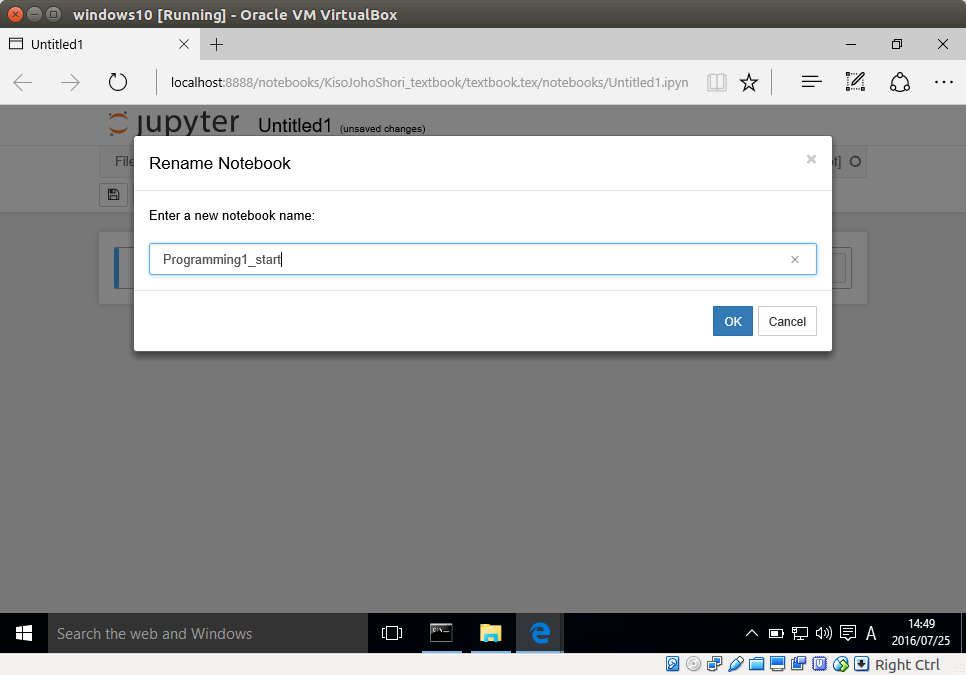 windows10 [Running] - Oracle VM VirtualBox
Untitled1
localhost:8888/notebooks/KisoJohoShori_textbook/textbook.tex/notebooks/Untitled1.ipyn
jupyter Untitled1 (unsaved changes)
File
Rename Notebook
Enter a new notebook name:
Programming1_start
OK Cancel
Search the web and Windows
A
14:49
2016/07/25
Right Ctrl